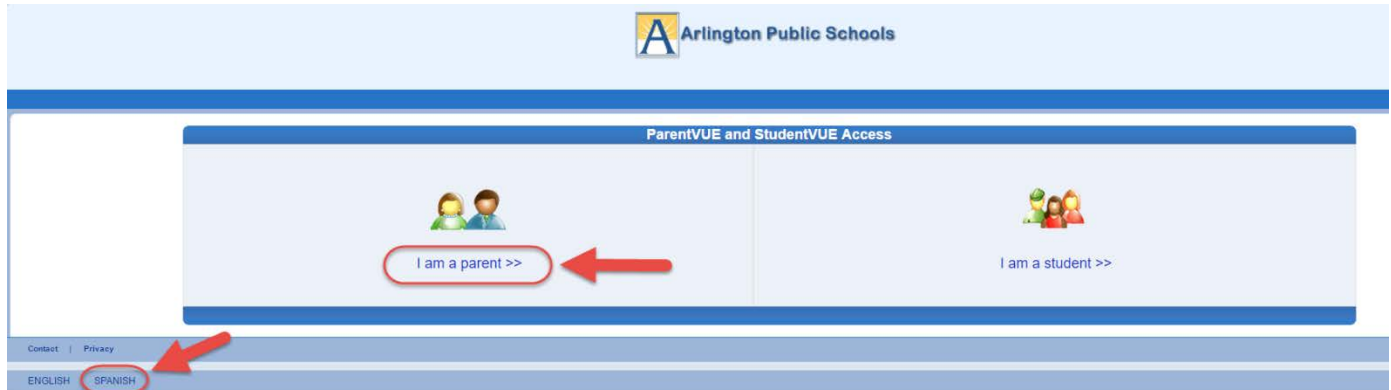 Arlington Public Schools
ParentVUE and StudentVUE Access
I am a parent >>
I am a student >>
Contact | Privacy
ENGLISH SPANISH